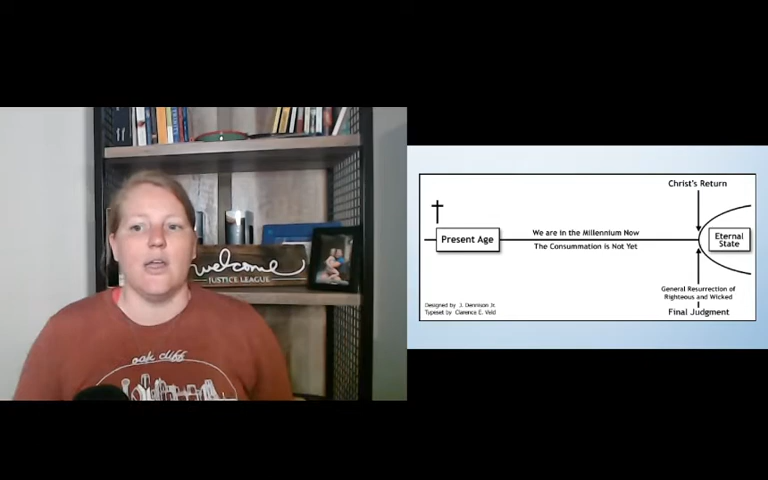 welcome
JUSTICE LEAGUE
oak cliff
Christ's Return
We are in the Millennium Now
Present Age
The Consummation is Not Yet
Eternal
State
General Resurrection of
Righteous and Wicked
Final Judgment
Designed by J. Dennison Jr.
Typeset by Clarence E. Veld